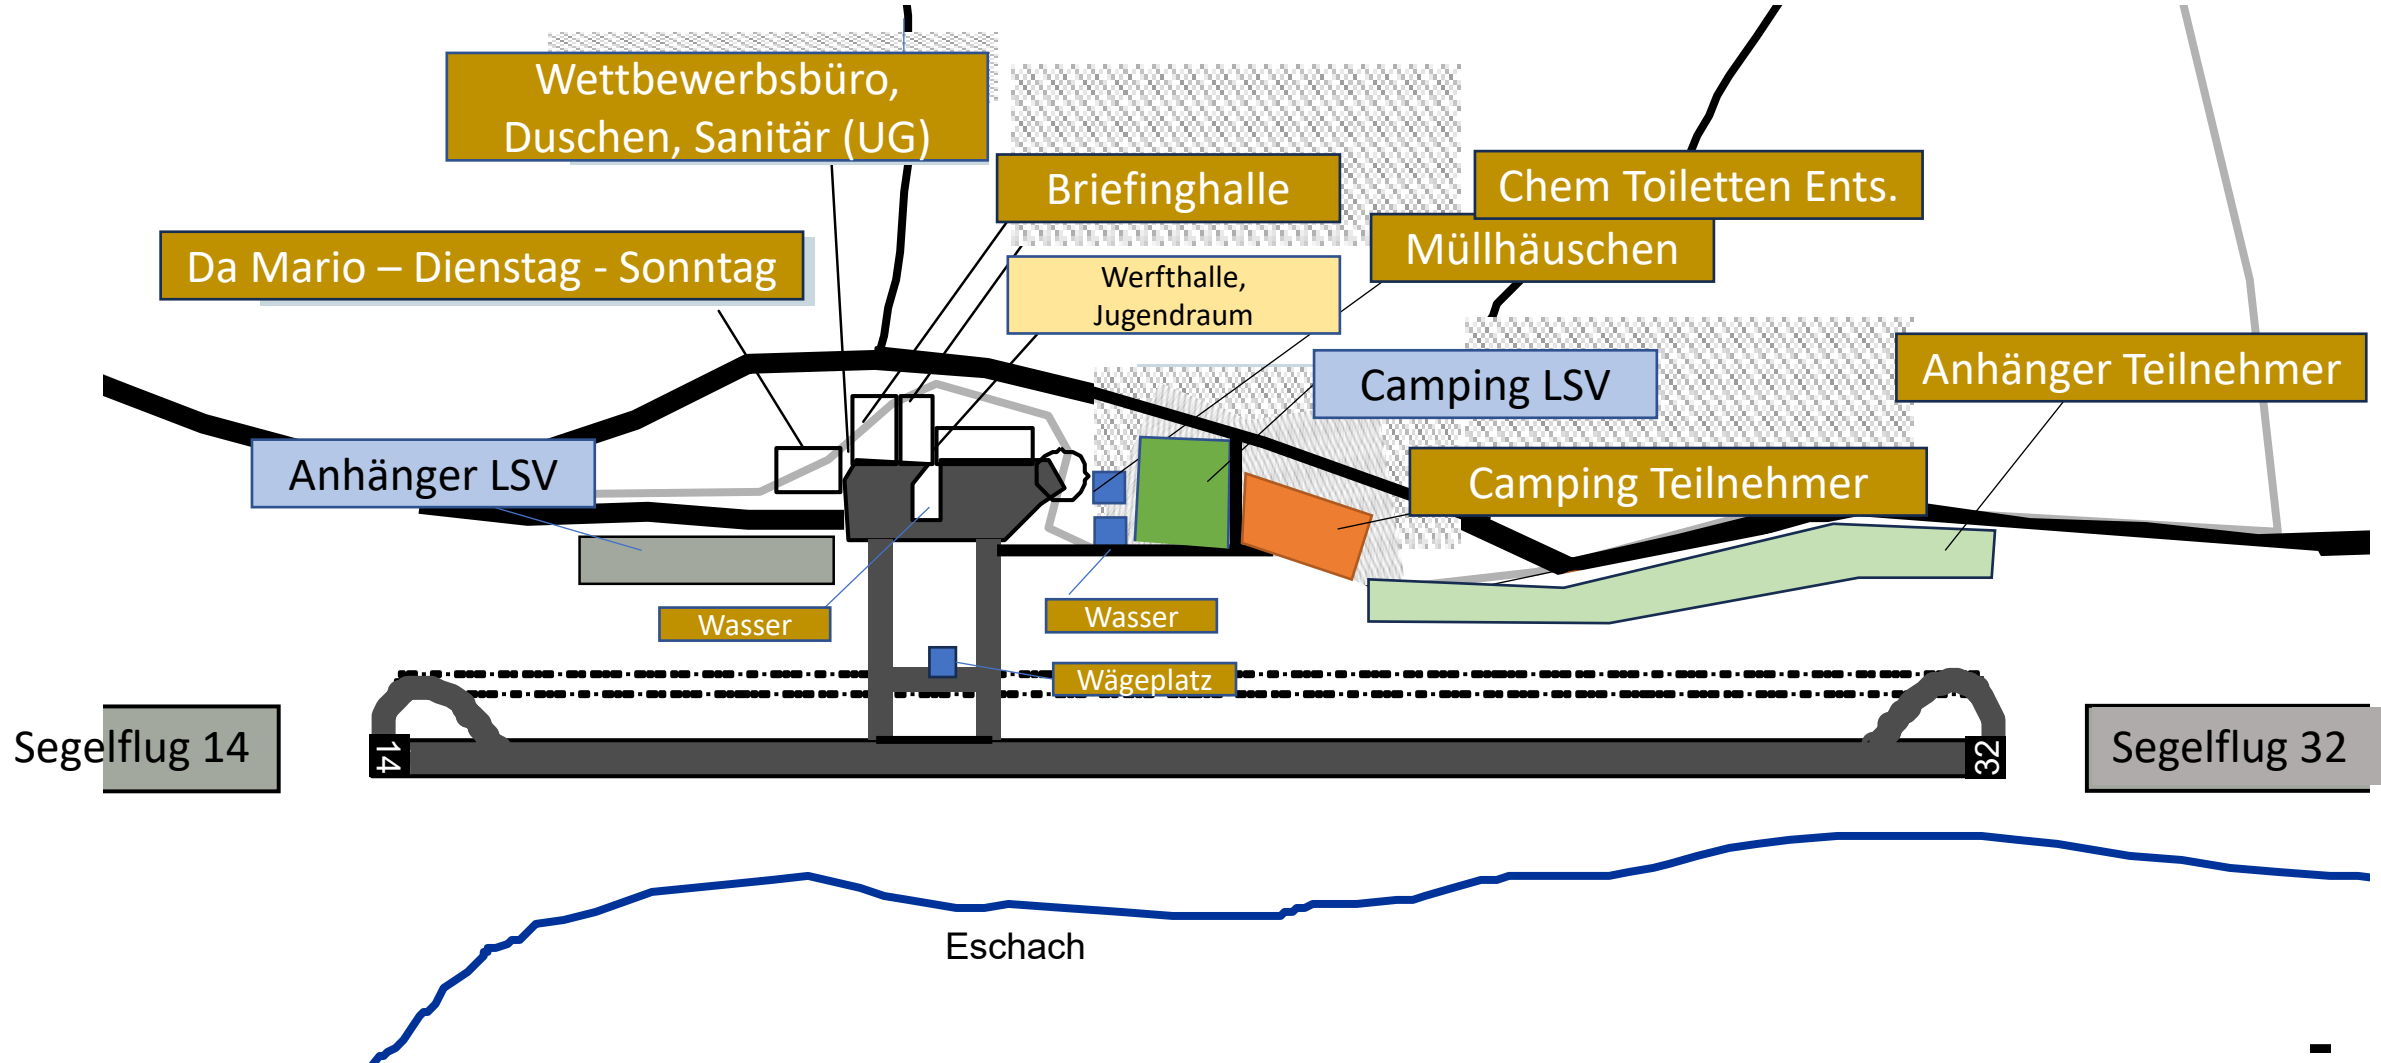 Wettbewerbsbüro,
Duschen, Sanitär (UG)
Briefinghalle
Chem Toiletten Ents.
Müllhäuschen
Da Mario – Dienstag - Sonntag
Werfthalle,
Jugendraum
Camping LSV
Anhänger Teilnehmer
Anhänger LSV
Camping Teilnehmer
Wasser
Wasser
Wägeplatz
Segelflug 14
14
32
Segelflug 32
Eschach